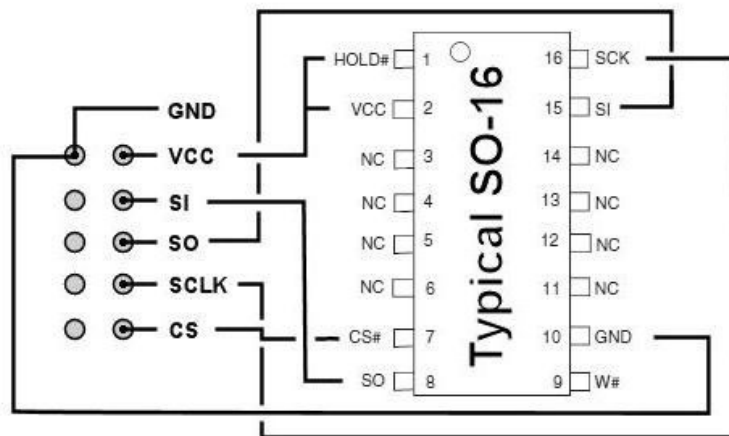 GND
VCC
SI
SO
SCLK
CS
HOLD# 1 16 SCK
VCC 2 15 SI
NC 3 14 NC
NC 4 13 NC
NC 5 12 NC
NC 6 11 NC
CS# 7 10 GND
SO 8 9 W#
Typical SO-16